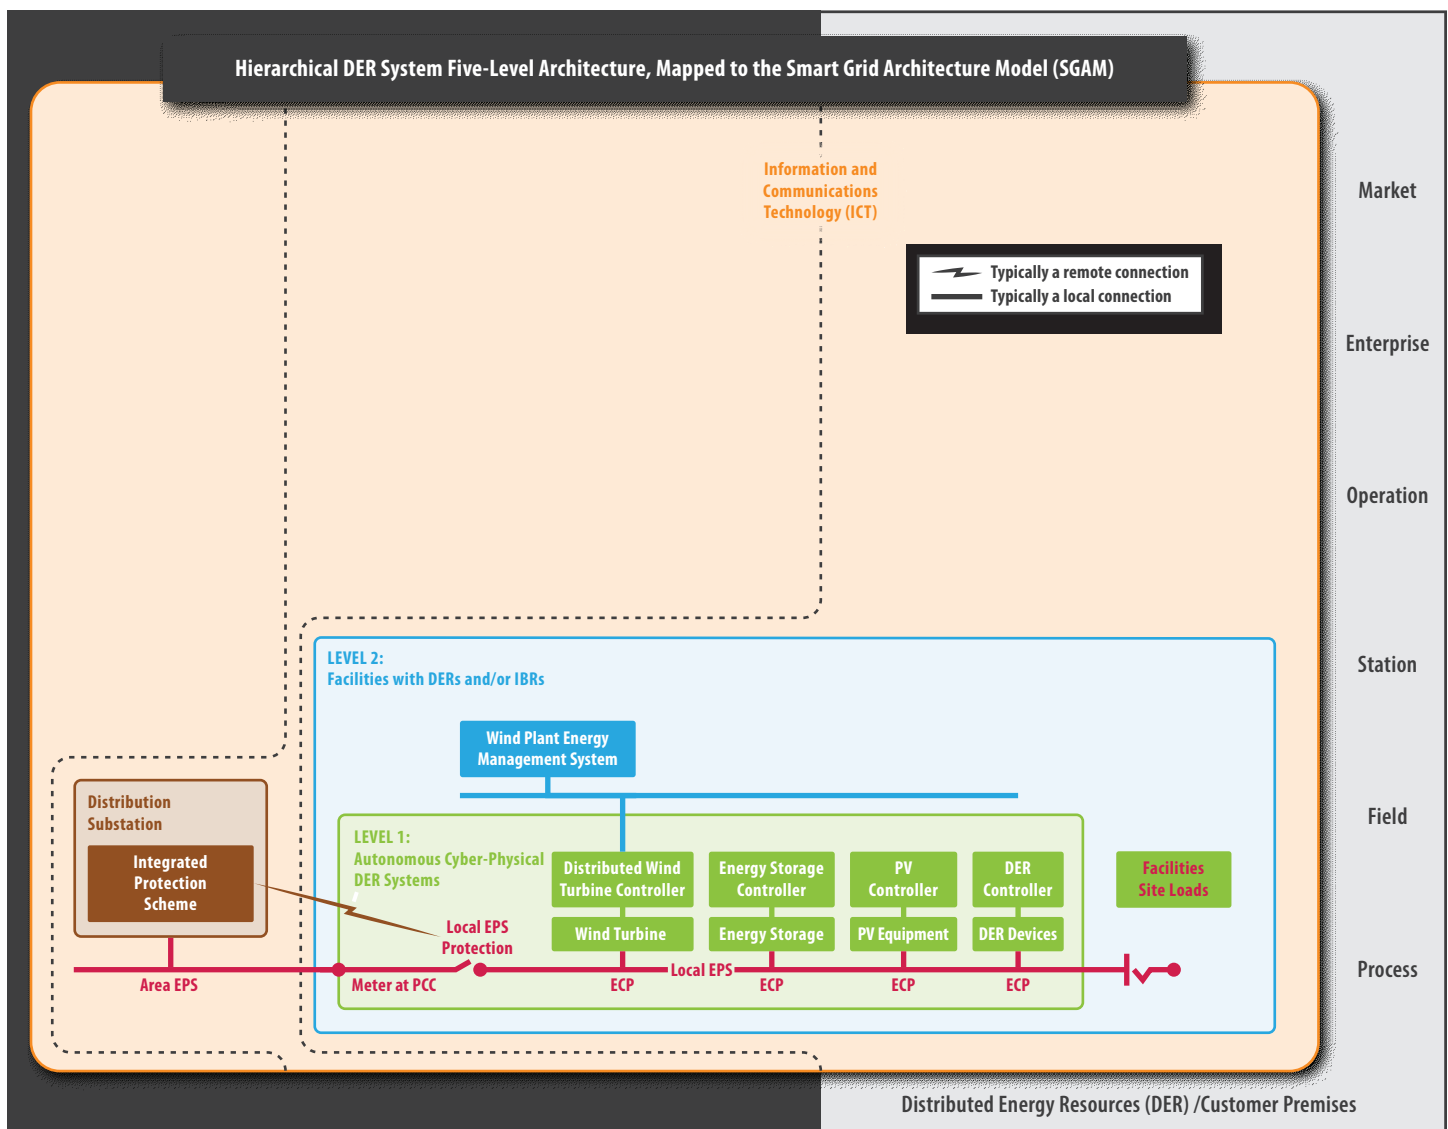 Hierarchical DER System Five-Level Architecture, Mapped to the Smart Grid Architecture Model (SGAM)
Information and
Communications
Technology (ICT)
Typically a remote connection
Typically a local connection
Market
Enterprise
Operation
Station
Field
Process
LEVEL 2:
Facilities with DERs and/or IBRs
Wind Plant Energy
Management System
Distribution
Substation
Integrated
Protection
Scheme
LEVEL 1:
Autonomous Cyber-Physical
DER Systems
Distributed Wind
Turbine Controller
Energy Storage
Controller
PV
Controller
DER
Controller
Facilities
Site Loads
Local EPS
Protection
Wind Turbine
Energy Storage
PV Equipment
DER Devices
Local EPS
Area EPS
Meter at PCC
ECP
ECP
ECP
ECP
Distributed Energy Resources (DER) /Customer Premises